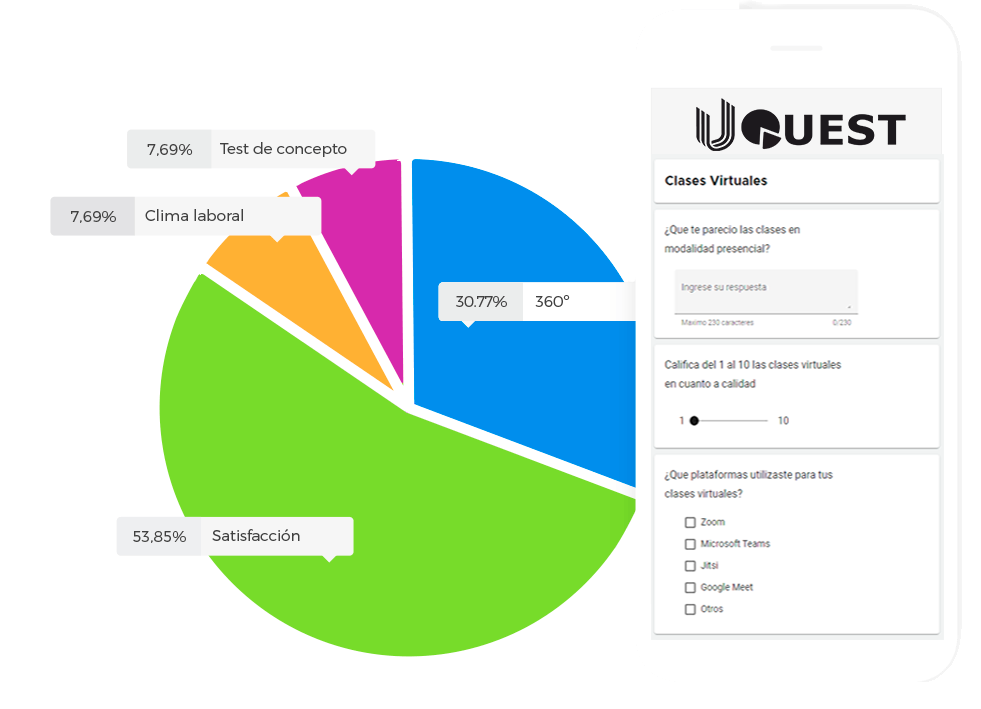 7,69% Test de concepto
7,69% Clima laboral
30.77% 360º
53,85% Satisfacción
UQUEST
Clases Virtuales
¿Que te parecio las clases en
modalidad presencial?
Ingrese su respuesta
Maximo 230 caracteres 0/230
Califica del 1 al 10 las clases virtuales
en cuanto a calidad
1 10
¿Que plataformas utilizaste para tus
clases virtuales?
Zoom
Microsoft Teams
Jitsi
Google Meet
Otros